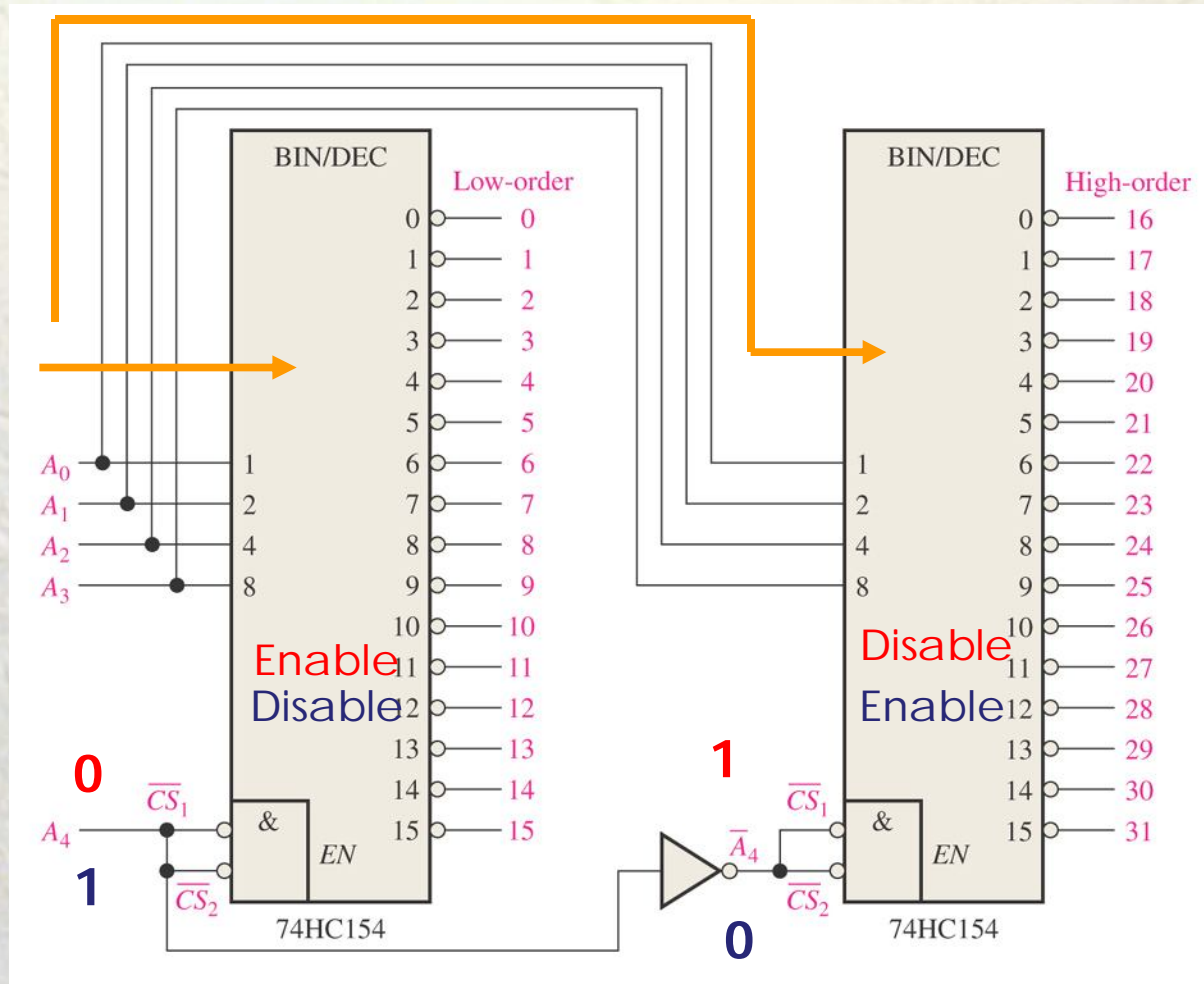 BIN/DEC
Low-order
0 0
1 1
2 2
3 3
4 4
5 5
6 6
7 7
8 8
9 9
10 10
11 11
12 12
13 13
14 14
15 15
A₀ 1
A₁ 2
A₂ 4
A₃ 8
Enable
Disable
0
A₄
1
C̅S̅₁
C̅S̅₂
&
EN
74HC154
BIN/DEC
High-order
0 16
1 17
2 18
3 19
4 20
5 21
6 22
7 23
8 24
9 25
10 26
11 27
12 28
13 29
14 30
15 31
1
2
4
8
Disable
Enable
1
A̅₄
0
C̅S̅₁
C̅S̅₂
&
EN
74HC154